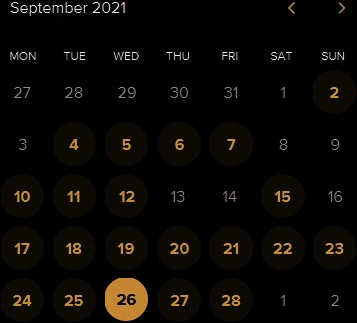 September 2021
MON TUE WED THU FRI SAT SUN
27 28 29 30 31 1 2
3 4 5 6 7 8 9
10 11 12 13 14 15 16
17 18 19 20 21 22 23
24 25 26 27 28 1 2